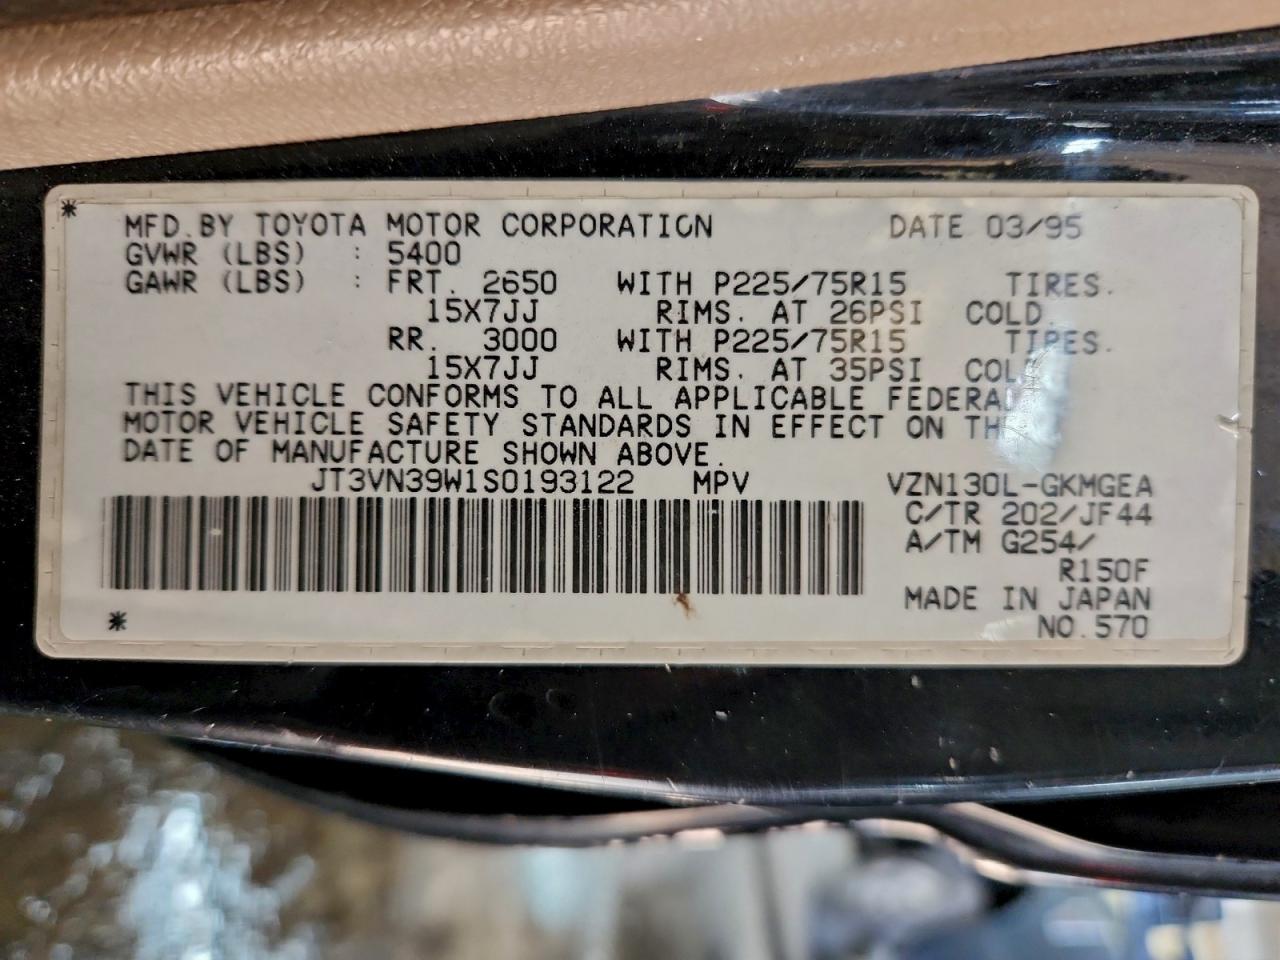 *
MFD. BY TOYOTA MOTOR CORPORATION DATE 03/95
GVWR (LBS) : 5400
GAWR (LBS) : FRT. 2650 WITH P225/75R15 TIRES.
15X7JJ RIMS. AT 26PSI COLD.
RR. 3000 WITH P225/75R15 TIRES.
15X7JJ RIMS. AT 35PSI
THIS VEHICLE CONFORMS TO ALL APPLICABLE FEDERAL
MOTOR VEHICLE SAFETY STANDARDS IN EFFECT ON
DATE OF MANUFACTURE SHOWN ABOVE.
JT3VN39W1S0193122 MPV VZN130L-GKMGEA
C/TR 202/JF44
A/TM G254/
R150F
MADE IN JAPAN
* NO.570